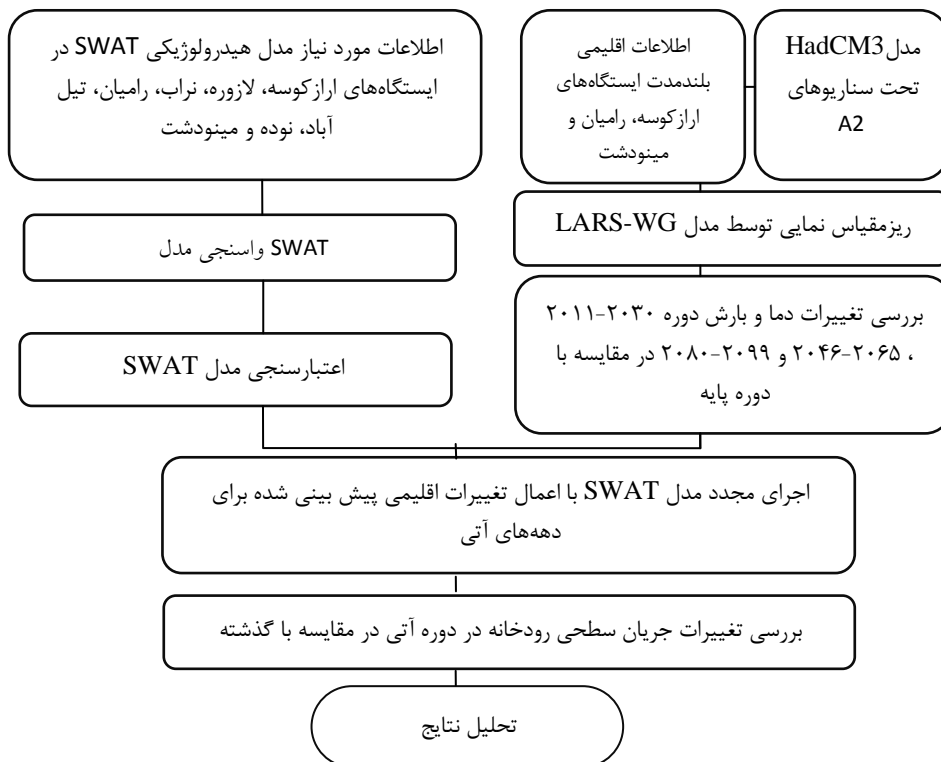 اطلاعات مورد نیاز مدل هیدرولوژیکی SWAT در
ایستگاه‌های ارازکوسه، لازوره، نراب، رامیان، تیل
آباد، نوده و مینودشت
اطلاعات اقلیمی
بلندمدت ایستگاه‌های
ارازکوسه، رامیان و
مینودشت
مدل HadCM3
تحت سناریوهای
A2
SWAT واسنجی مدل
ریزمقیاس نمایی توسط مدل LARS-WG
اعتبارسنجی مدل SWAT
بررسی تغییرات دما و بارش دوره ۲۰۳۰-۲۰۱۱
، ۲۰۶۵-۲۰۴۶ و ۲۰۹۹-۲۰۸۰ در مقایسه با
دوره پایه
اجرای مجدد مدل SWAT با اعمال تغییرات اقلیمی پیش بینی شده برای
دهه‌های آتی
بررسی تغییرات جریان سطحی رودخانه در دوره آتی در مقایسه با گذشته
تحلیل نتایج